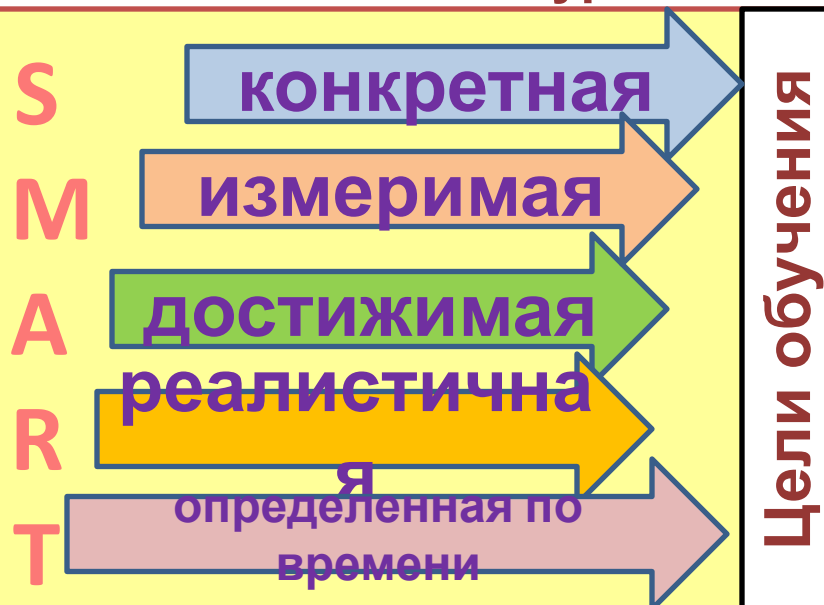 S
конкретная
M
измеримая
A
достижимая
R
реалистична
я
T
определенная по
времени
Цели обучения